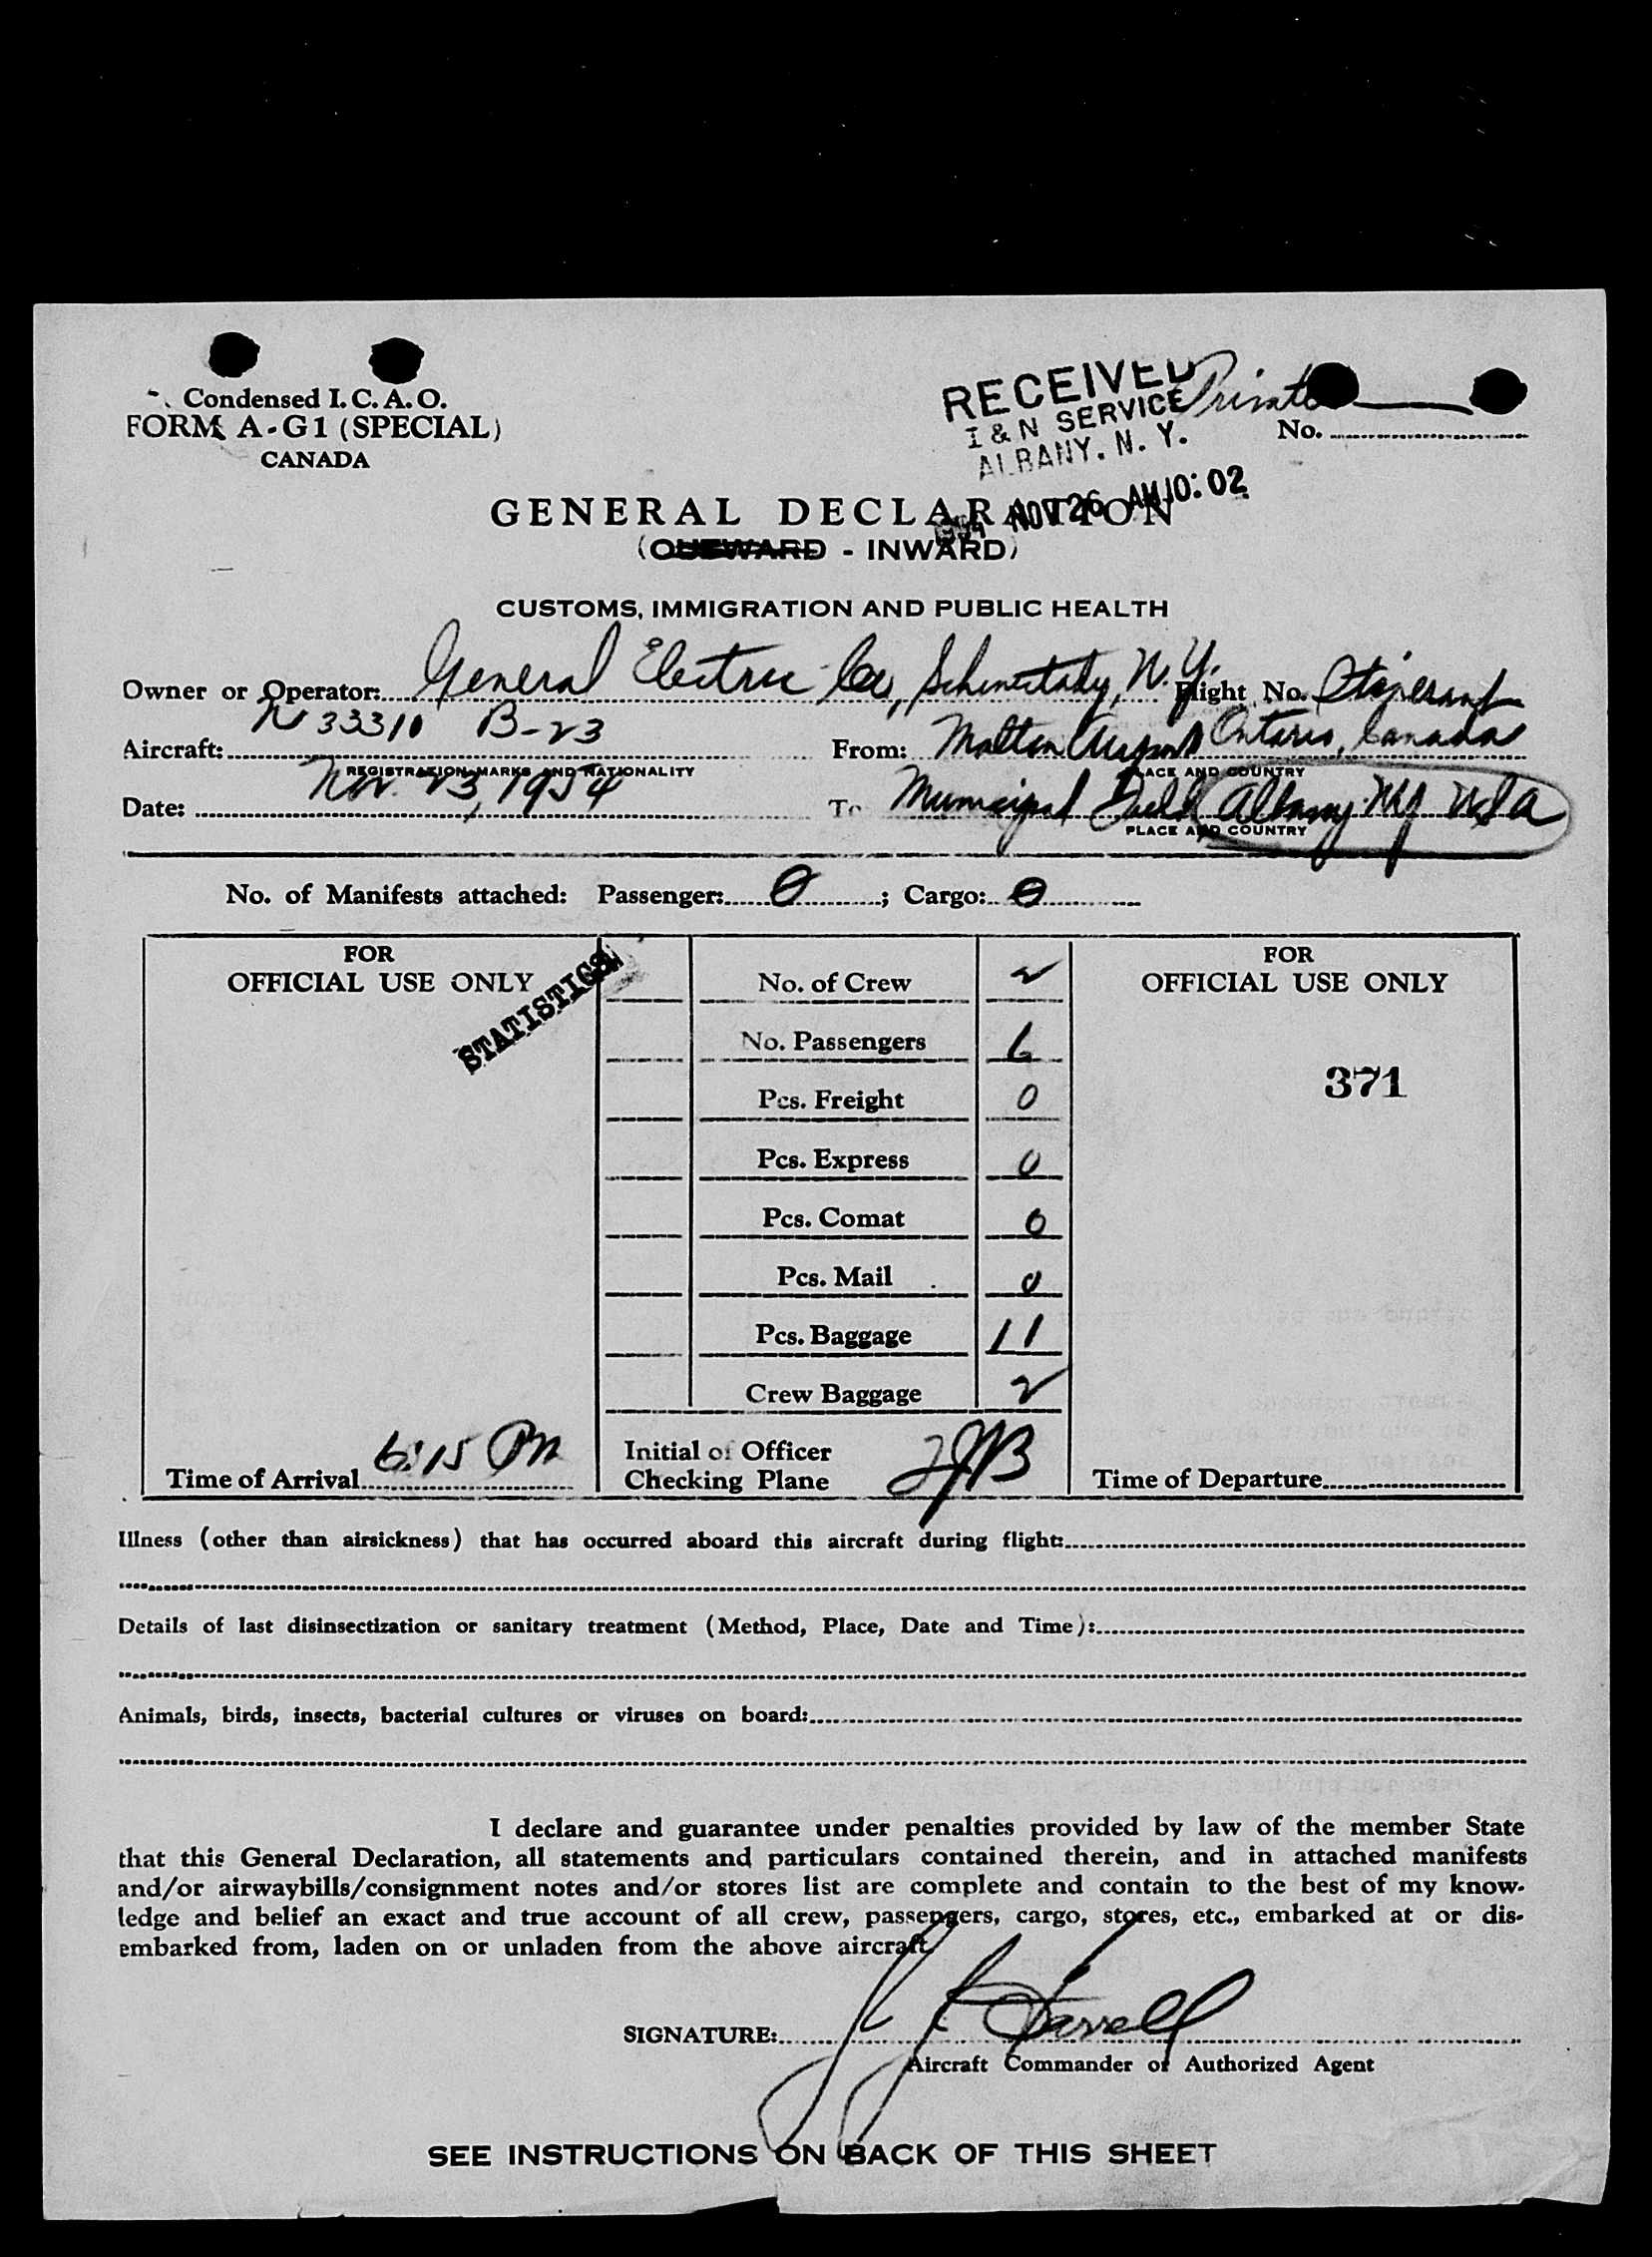 Condensed I. C. A. O.
FORM A-G1 (SPECIAL)
CANADA
RECEIVED
I & N SERVICE
ALBANY, N. Y.
1954 NOV 26 AM 10:02
Private
No.
GENERAL DECLARATION
(OUTWARD - INWARD)
CUSTOMS, IMMIGRATION AND PUBLIC HEALTH
Owner or Operator: General Electric Co, Schenectady, N.Y. Flight No.
Aircraft: N 33310 B-23 From: Malton Airport Ontario, Canada
REGISTRATION MARKS AND NATIONALITY PLACE AND COUNTRY
Date: Nov. 23, 1954 To Municipal Field Albany NY USA
PLACE AND COUNTRY
No. of Manifests attached: Passenger: 0; Cargo: 0
FOR
OFFICIAL USE ONLY
STATISTICS
No. of Crew 2
No. Passengers 6
Pcs. Freight 0
Pcs. Express 0
Pcs. Comat 0
Pcs. Mail 0
Pcs. Baggage 11
Crew Baggage 2
FOR
OFFICIAL USE ONLY
371
Time of Arrival 6:15 PM
Initial of Officer
Checking Plane
Time of Departure
Illness (other than airsickness) that has occurred aboard this aircraft during flight:
Details of last disinsectization or sanitary treatment (Method, Place, Date and Time):
Animals, birds, insects, bacterial cultures or viruses on board:
I declare and guarantee under penalties provided by law of the member State
that this General Declaration, all statements and particulars contained therein, and in attached manifests
and/or airwaybills/consignment notes and/or stores list are complete and contain to the best of my know-
ledge and belief an exact and true account of all crew, passengers, cargo, stores, etc., embarked at or dis-
embarked from, laden on or unladen from the above aircraft.
SIGNATURE:
Aircraft Commander or Authorized Agent
SEE INSTRUCTIONS ON BACK OF THIS SHEET